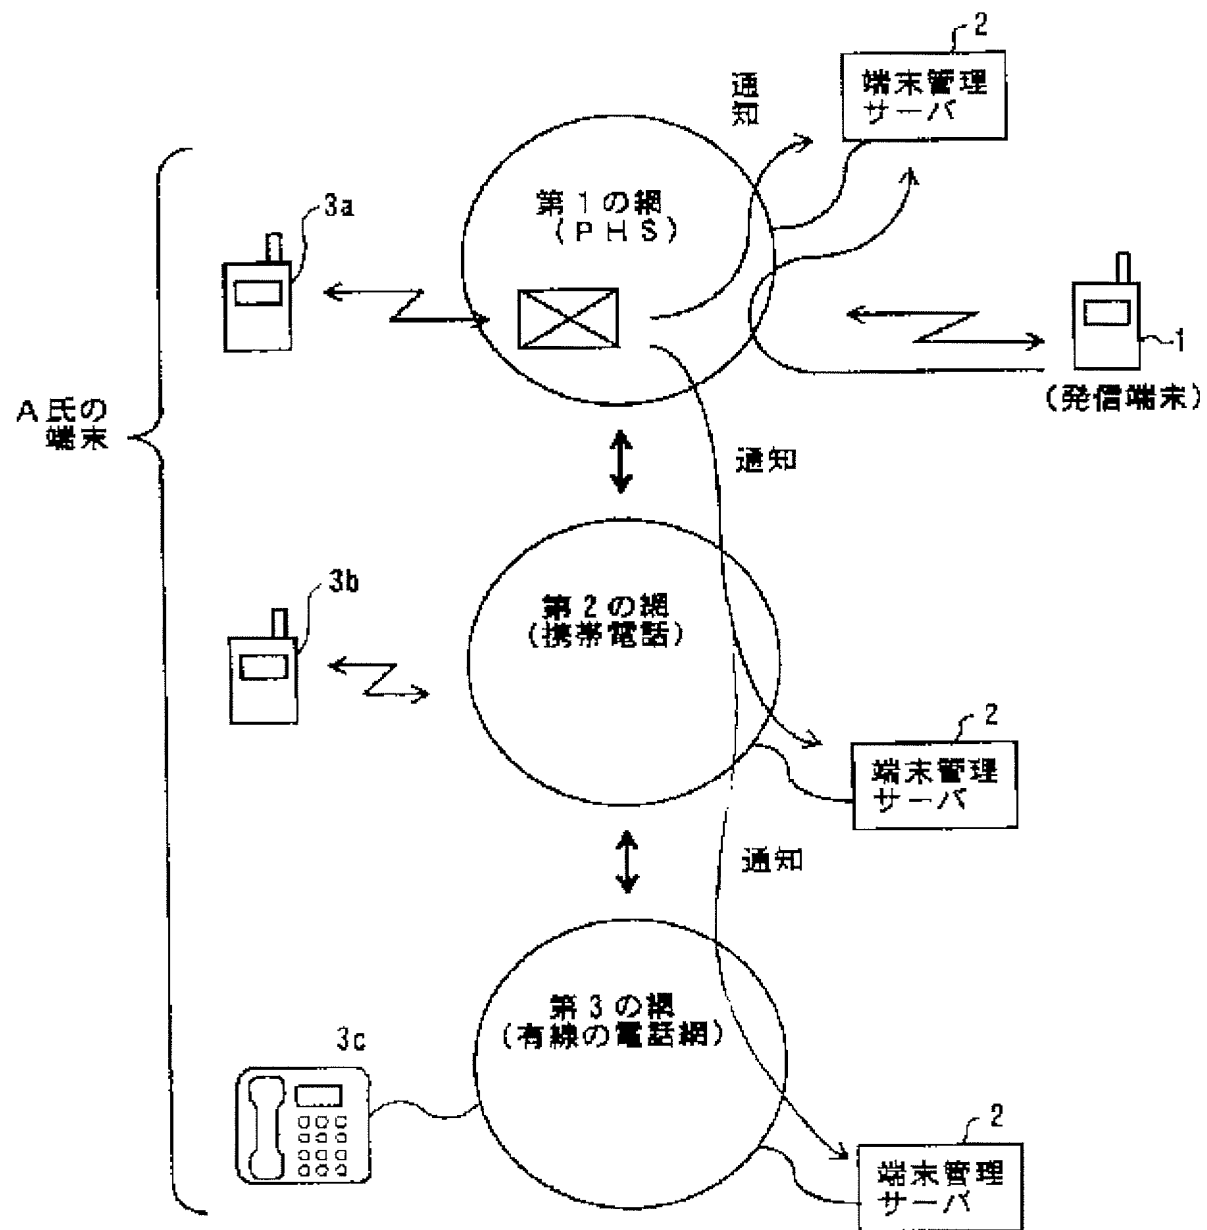 2
端末管理
サーバ
通
知
第1の網
(PHS)
3a
1
(発信端末)
A氏の
端末
通知
3b
第2の網
(携帯電話)
2
端末管理
サーバ
通知
第3の網
(有線の電話網)
3c
2
端末管理
サーバ